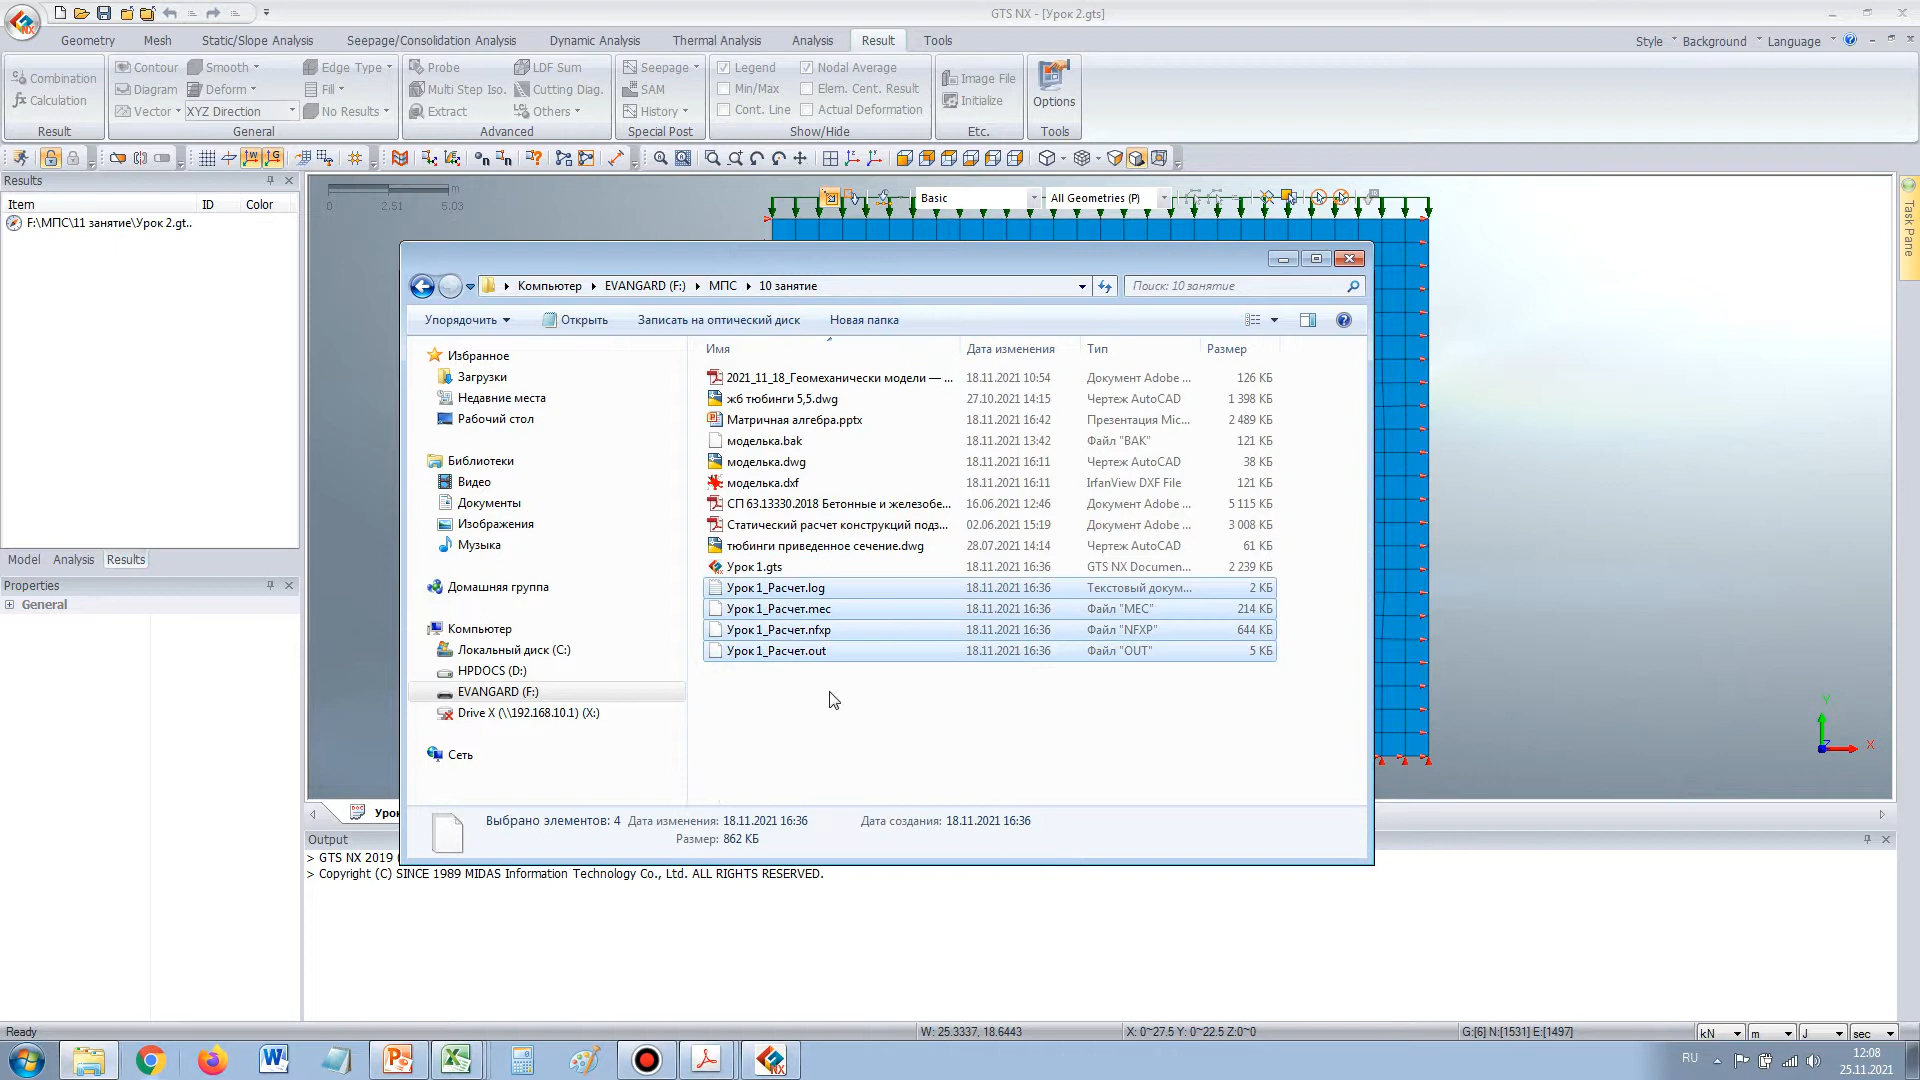 GTS NX - [Урок 2.gts]
Geometry Mesh Static/Slope Analysis Seepage/Consolidation Analysis Dynamic Analysis Thermal Analysis Analysis Result Tools
Style Background Language
Combination
Calculation
Result
Contour Smooth Edge Type
Diagram Deform Fill
Vector XYZ Direction No Results
General
Probe LDF Sum
Multi Step Iso. Cutting Diag.
Extract Others
Advanced
Seepage
SAM
History
Special Post
Legend Nodal Average
Min/Max Elem. Cent. Result
Cont. Line Actual Deformation
Show/Hide
Image File
Initialize
Etc.
Options
Tools
Results
Item ID Color
F:\МПС\11 занятие\Урок 2.gt..
Model Analysis Results
Properties
General
m
0 2.51 5.03
Basic All Geometries (P)
Task Pane
Компьютер EVANGARD (F:) МПС 10 занятие
Поиск: 10 занятие
Упорядочить Открыть Записать на оптический диск Новая папка
Избранное
Загрузки
Недавние места
Рабочий стол
Библиотеки
Видео
Документы
Изображения
Музыка
Домашняя группа
Компьютер
Локальный диск (C:)
HPDOCS (D:)
EVANGARD (F:)
Drive X (\\192.168.10.1) (X:)
Сеть
Имя Дата изменения Тип Размер
2021_11_18_Геомеханически модели — ... 18.11.2021 10:54 Документ Adobe ... 126 КБ
жб тюбинги 5,5.dwg 27.10.2021 14:15 Чертеж AutoCAD 1 398 КБ
Матричная алгебра.pptx 18.11.2021 16:42 Презентация Mic... 2 489 КБ
моделька.bak 18.11.2021 13:42 Файл "BAK" 121 КБ
моделька.dwg 18.11.2021 16:11 Чертеж AutoCAD 38 КБ
моделька.dxf 18.11.2021 16:11 IrfanView DXF File 121 КБ
СП 63.13330.2018 Бетонные и железобе... 16.06.2021 12:46 Документ Adobe ... 5 115 КБ
Статический расчет конструкций подз... 02.06.2021 15:19 Документ Adobe ... 3 008 КБ
тюбинги приведенное сечение.dwg 28.07.2021 14:14 Чертеж AutoCAD 61 КБ
Урок 1.gts 18.11.2021 16:36 GTS NX Documen... 2 239 КБ
Урок 1_Расчет.log 18.11.2021 16:36 Текстовый докум... 2 КБ
Урок 1_Расчет.mec 18.11.2021 16:36 Файл "MEC" 214 КБ
Урок 1_Расчет.nfxp 18.11.2021 16:36 Файл "NFXP" 644 КБ
Урок 1_Расчет.out 18.11.2021 16:36 Файл "OUT" 5 КБ
Выбрано элементов: 4 Дата изменения: 18.11.2021 16:36 Дата создания: 18.11.2021 16:36
Размер: 862 КБ
Y
X
Z
Урок
Output
> GTS NX 2019 (
> Copyright (C) SINCE 1989 MIDAS Information Technology Co., Ltd. ALL RIGHTS RESERVED.
Ready W: 25.3337, 18.6443 X: 0~27.5 Y: 0~22.5 Z:0~0 G:[6] N:[1531] E:[1497] kN m J sec
RU 12:08
25.11.2021